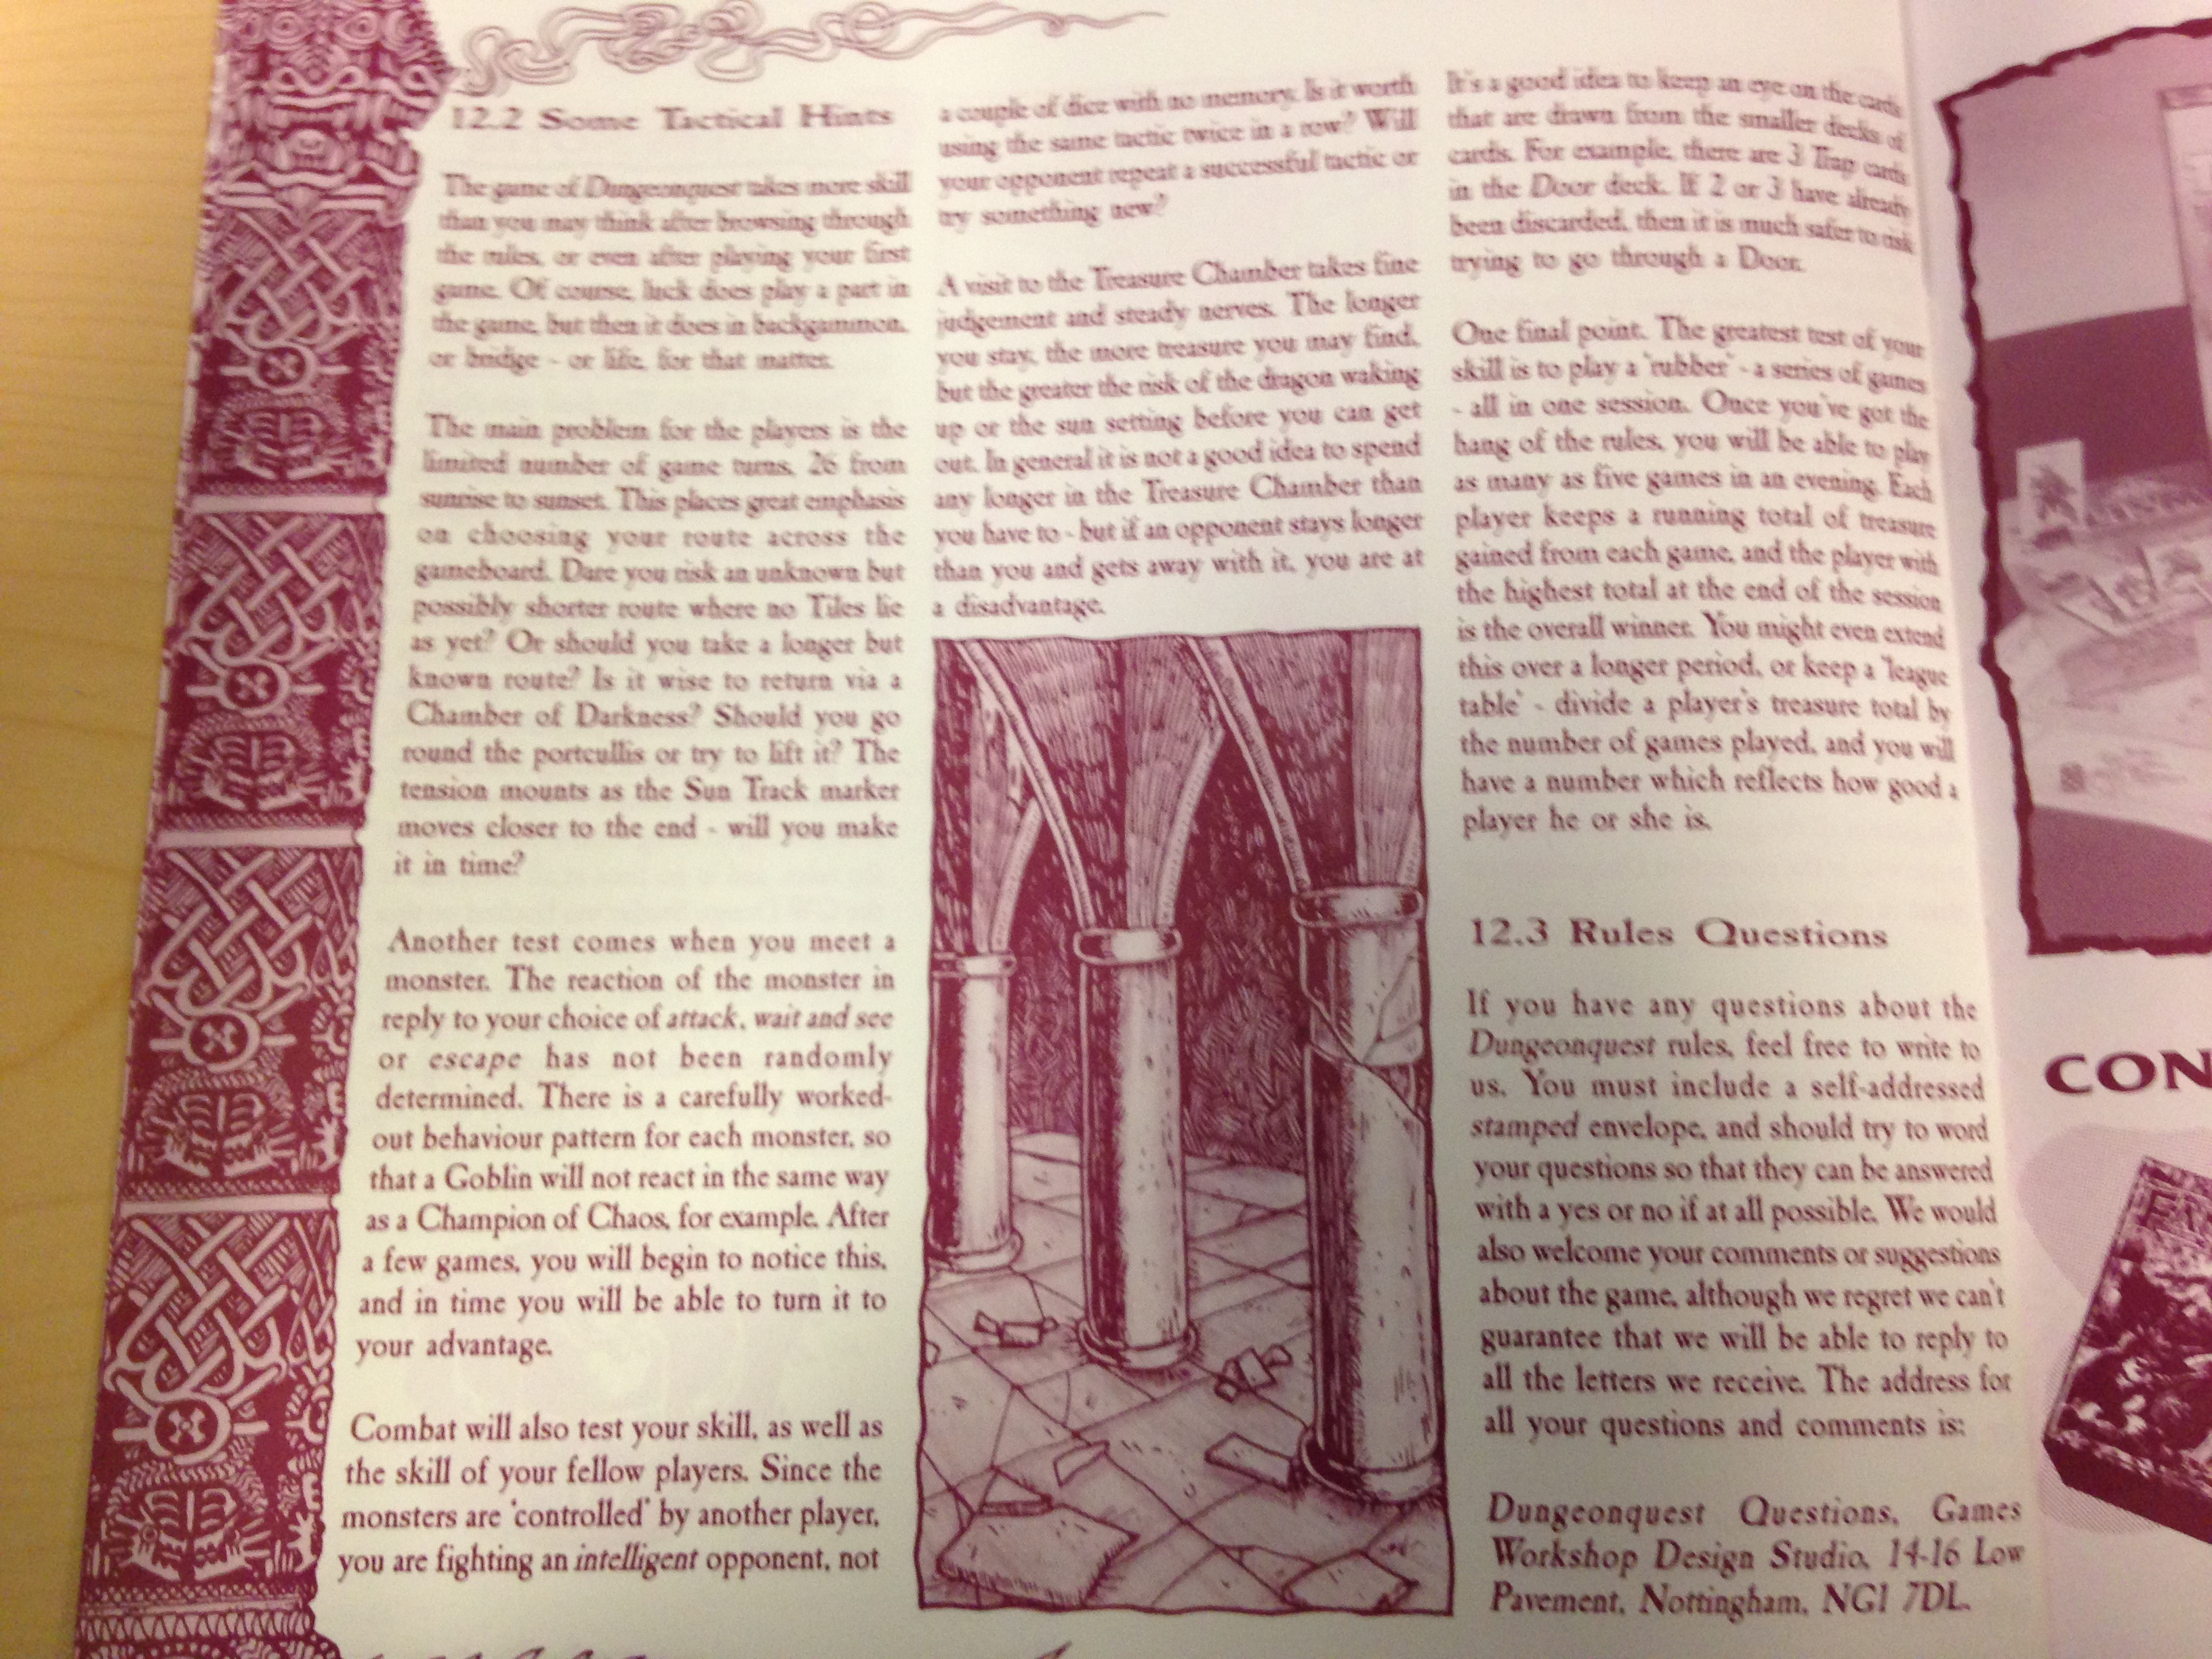 12.2 Some Tactical Hints
The game of Dungeonquest takes more skill
than you may think after browsing through
the rules, or even after playing your first
game. Of course, luck does play a part in
the game, but then it does in backgammon,
or bridge - or life, for that matter.
The main problem for the players is the
limited number of game turns, 26 from
sunrise to sunset. This places great emphasis
on choosing your route across the
gameboard. Dare you risk an unknown but
possibly shorter route where no Tiles lie
as yet? Or should you take a longer but
known route? Is it wise to return via a
Chamber of Darkness? Should you go
round the portcullis or try to lift it? The
tension mounts as the Sun Track marker
moves closer to the end - will you make
it in time?
Another test comes when you meet a
monster. The reaction of the monster in
reply to your choice of attack, wait and see
or escape has not been randomly
determined. There is a carefully worked-
out behaviour pattern for each monster, so
that a Goblin will not react in the same way
as a Champion of Chaos, for example. After
a few games, you will begin to notice this,
and in time you will be able to turn it to
your advantage.
Combat will also test your skill, as well as
the skill of your fellow players. Since the
monsters are 'controlled' by another player,
you are fighting an intelligent opponent, not
a couple of dice with no memory. Is it worth
using the same tactic twice in a row? Will
your opponent repeat a successful tactic or
try something new?
A visit to the Treasure Chamber takes fine
judgement and steady nerves. The longer
you stay, the more treasure you may find,
but the greater the risk of the dragon waking
up or the sun setting before you can get
out. In general it is not a good idea to spend
any longer in the Treasure Chamber than
you have to - but if an opponent stays longer
than you and gets away with it, you are at
a disadvantage.
It's a good idea to keep an eye on the cards
that are drawn from the smaller decks of
cards. For example, there are 3 Trap cards
in the Door deck. If 2 or 3 have already
been discarded, then it is much safer to risk
trying to go through a Door.
One final point. The greatest test of your
skill is to play a 'rubber' - a series of games
- all in one session. Once you've got the
hang of the rules, you will be able to play
as many as five games in an evening. Each
player keeps a running total of treasure
gained from each game, and the player with
the highest total at the end of the session
is the overall winner. You might even extend
this over a longer period, or keep a 'league
table' - divide a player's treasure total by
the number of games played, and you will
have a number which reflects how good a
player he or she is.
12.3 Rules Questions
If you have any questions about the
Dungeonquest rules, feel free to write to
us. You must include a self-addressed
stamped envelope, and should try to word
your questions so that they can be answered
with a yes or no if at all possible. We would
also welcome your comments or suggestions
about the game, although we regret we can't
guarantee that we will be able to reply to
all the letters we receive. The address for
all your questions and comments is:
Dungeonquest Questions, Games
Workshop Design Studio, 14-16 Low
Pavement, Nottingham, NG1 7DL.
CON